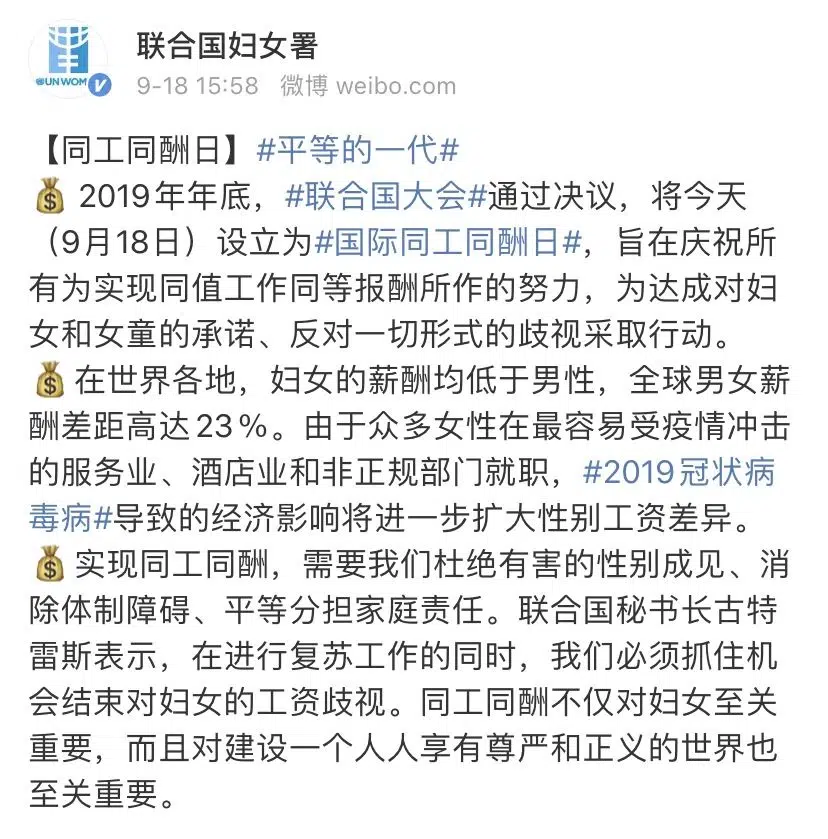 联合国妇女署
UN WOM
9-18 15:58 微博 weibo.com
【同工同酬日】#平等的一代#
💰 2019年年底，#联合国大会#通过决议，将今天
（9月18日）设立为#国际同工同酬日#，旨在庆祝所
有为实现同值工作同等报酬所作的努力，为达成对妇
女和女童的承诺、反对一切形式的歧视采取行动。
💰在世界各地，妇女的薪酬均低于男性，全球男女薪
酬差距高达23％。由于众多女性在最容易受疫情冲击
的服务业、酒店业和非正规部门就职，#2019冠状病
毒病#导致的经济影响将进一步扩大性别工资差异。
💰实现同工同酬，需要我们杜绝有害的性别成见、消
除体制障碍、平等分担家庭责任。联合国秘书长古特
雷斯表示，在进行复苏工作的同时，我们必须抓住机
会结束对妇女的工资歧视。同工同酬不仅对妇女至关
重要，而且对建设一个人人享有尊严和正义的世界也
至关重要。